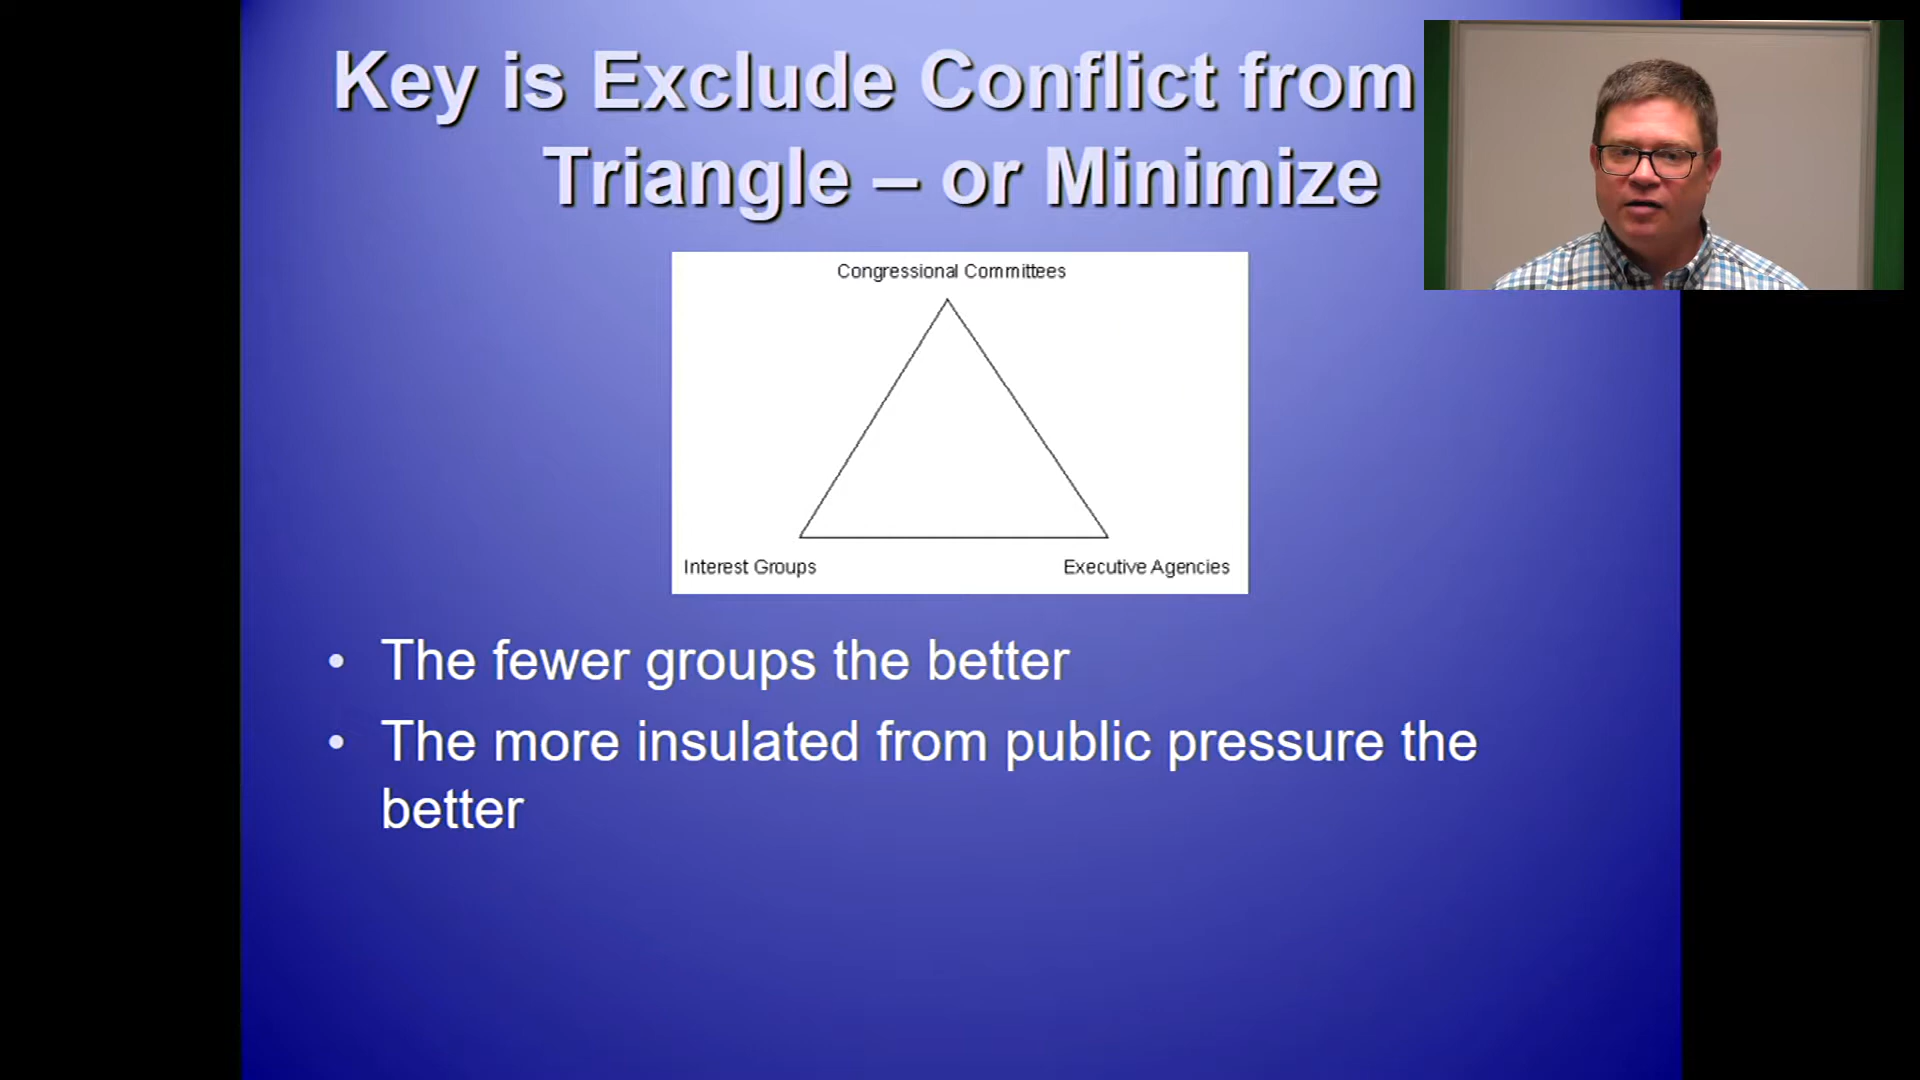 Key is Exclude Conflict from
Triangle – or Minimize
Congressional Committees
Interest Groups
Executive Agencies
• The fewer groups the better
• The more insulated from public pressure the
better